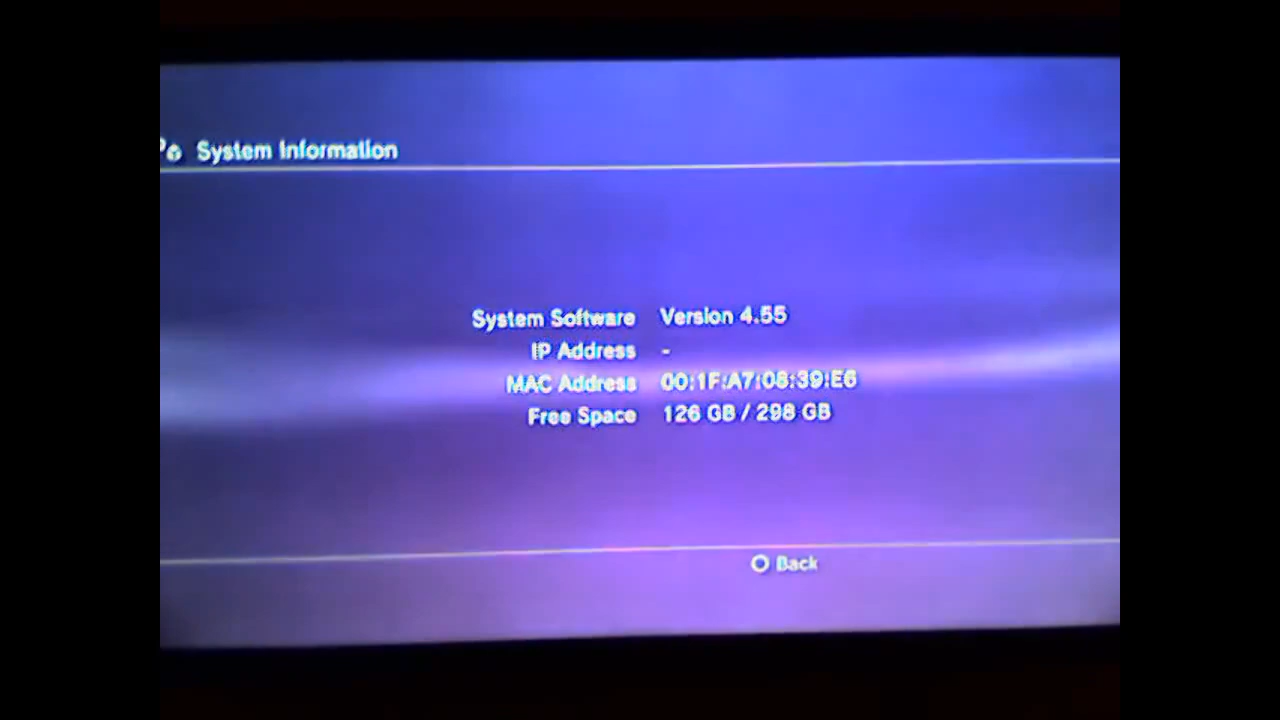 System Information
System Software Version 4.55
IP Address -
MAC Address 00:1F:A7:08:39:E6
Free Space 126 GB / 298 GB
Back